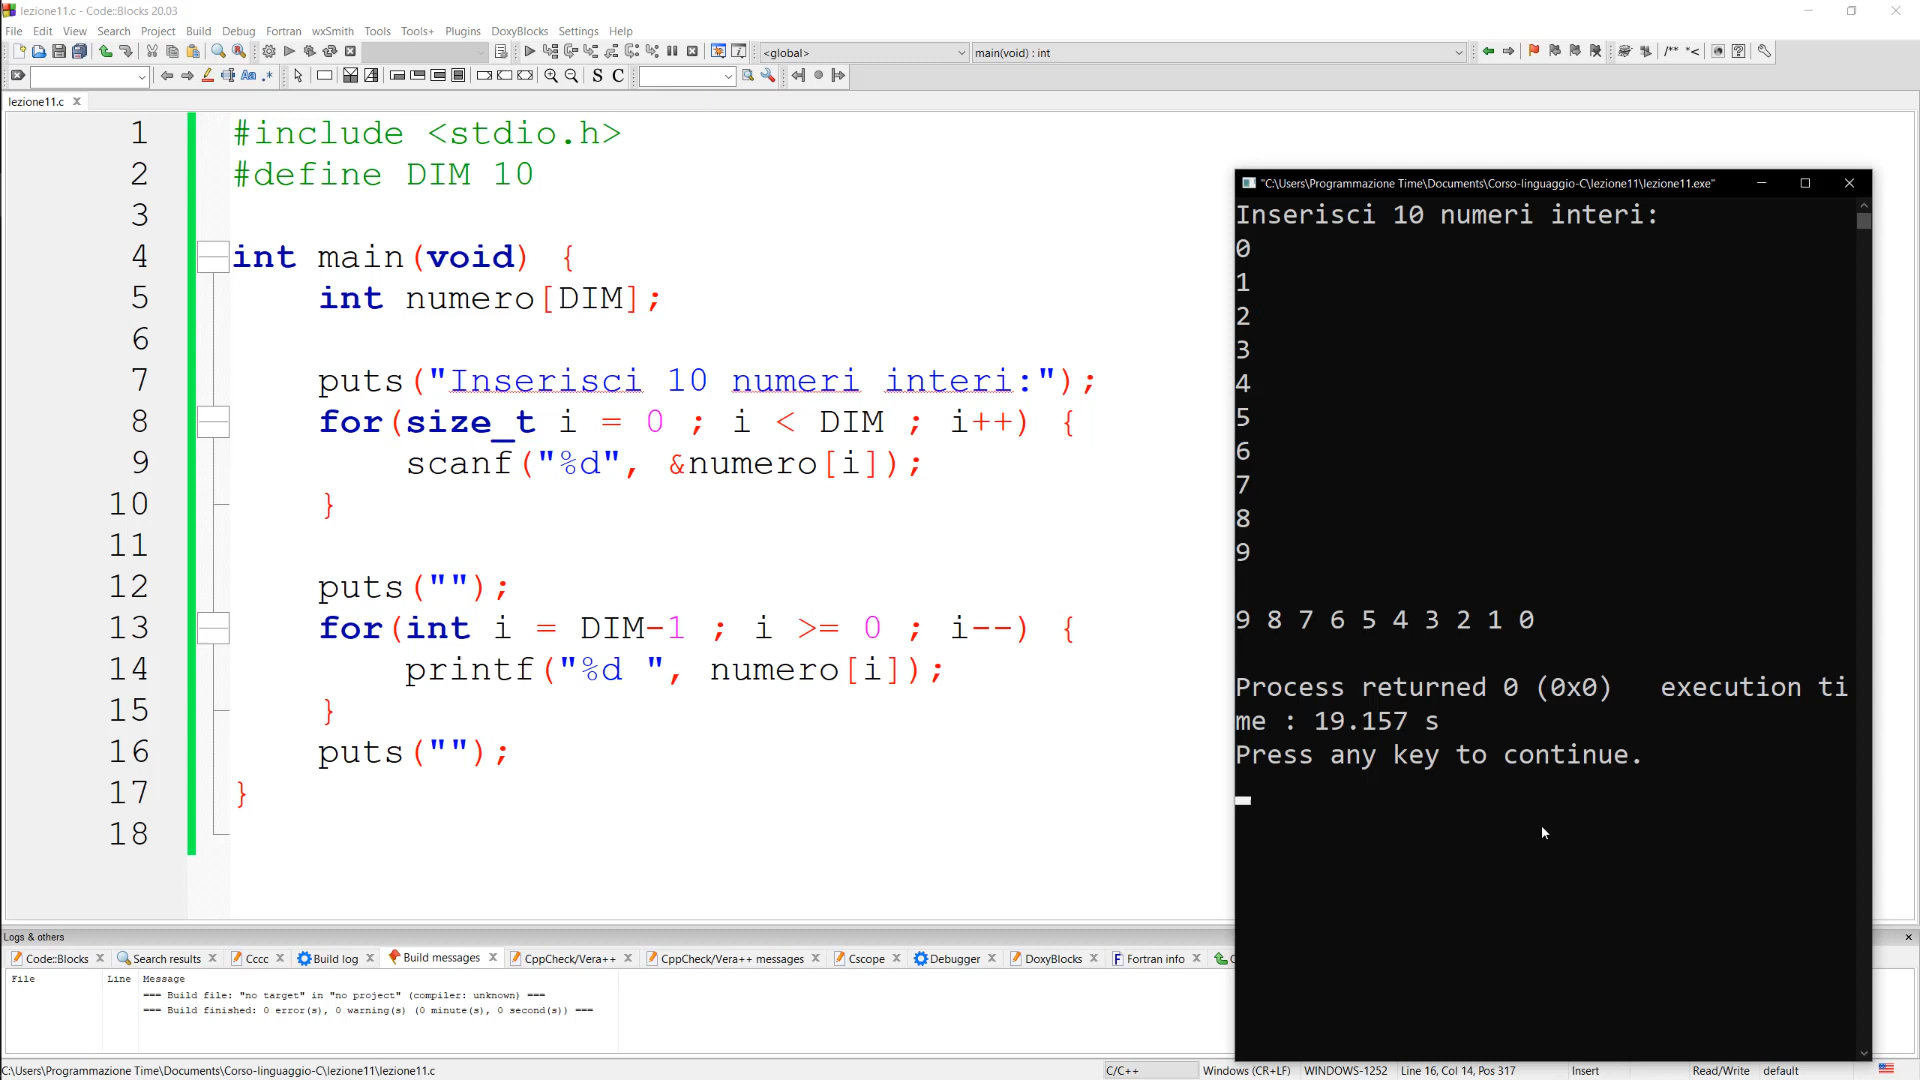 lezione11.c - Code::Blocks 20.03
File Edit View Search Project Build Debug Fortran wxSmith Tools Tools+ Plugins DoxyBlocks Settings Help
<global> main(void) : int
S C
lezione11.c
1 #include <stdio.h>
2 #define DIM 10
3
4 int main(void) {
5 int numero[DIM];
6
7 puts("Inserisci 10 numeri interi:");
8 for(size_t i = 0 ; i < DIM ; i++) {
9 scanf("%d", &numero[i]);
10 }
11
12 puts("");
13 for(int i = DIM-1 ; i >= 0 ; i--) {
14 printf("%d ", numero[i]);
15 }
16 puts("");
17 }
18
"C:\Users\Programmazione Time\Documents\Corso-linguaggio-C\lezione11\lezione11.exe"
Inserisci 10 numeri interi:
0
1
2
3
4
5
6
7
8
9
9 8 7 6 5 4 3 2 1 0
Process returned 0 (0x0) execution ti
me : 19.157 s
Press any key to continue.
Logs & others
Code::Blocks Search results Cccc Build log Build messages CppCheck/Vera++ CppCheck/Vera++ messages Cscope Debugger DoxyBlocks Fortran info
File Line Message
=== Build file: "no target" in "no project" (compiler: unknown) ===
=== Build finished: 0 error(s), 0 warning(s) (0 minute(s), 0 second(s)) ===
C:\Users\Programmazione Time\Documents\Corso-linguaggio-C\lezione11\lezione11.c C/C++ Windows (CR+LF) WINDOWS-1252 Line 16, Col 14, Pos 317 Insert Read/Write default